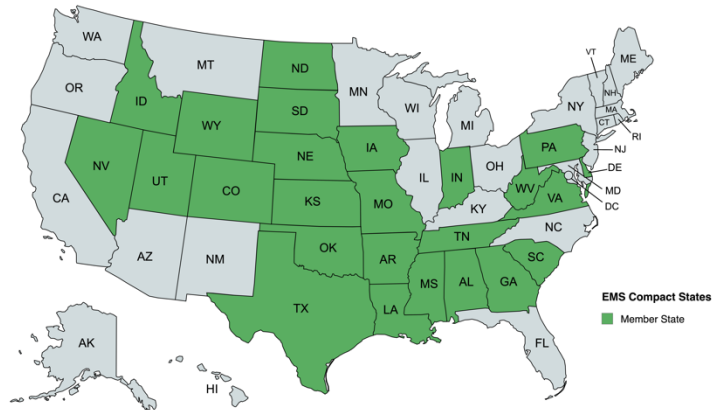 WA
MT
ND
MN
VT
ME
OR
ID
SD
WI
MI
NY
NH
MA
CT
RI
WY
NE
IA
PA
NJ
NV
UT
CO
IL
IN
OH
DE
CA
KS
MO
WV
VA
MD
KY
DC
AZ
NM
OK
AR
TN
NC
SC
MS
AL
GA
TX
LA
EMS Compact States
Member State
AK
FL
HI